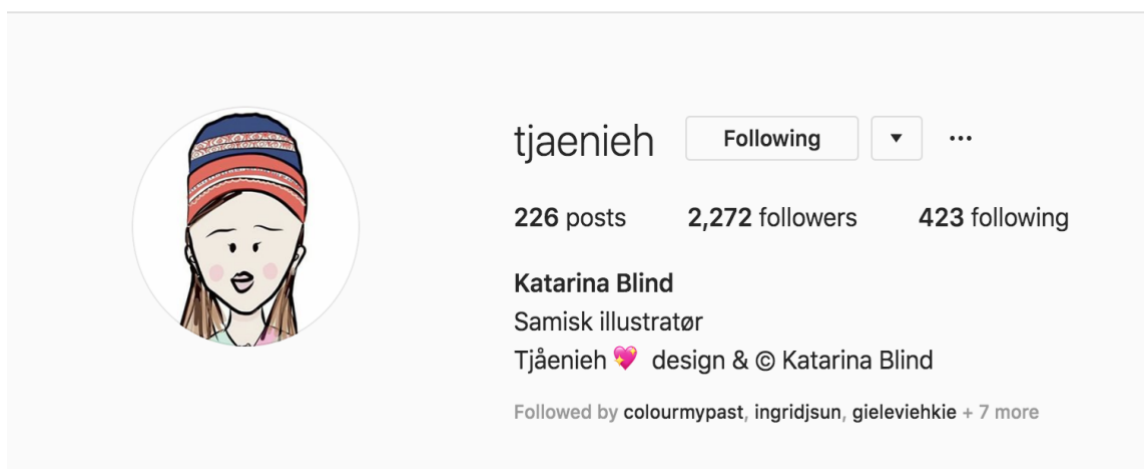 tjaenieh Following ▼ •••
226 posts 2,272 followers 423 following
Katarina Blind
Samisk illustratør
Tjåenieh 💖 design & © Katarina Blind
Followed by colourmypast, ingridjsun, gieleviehkie + 7 more